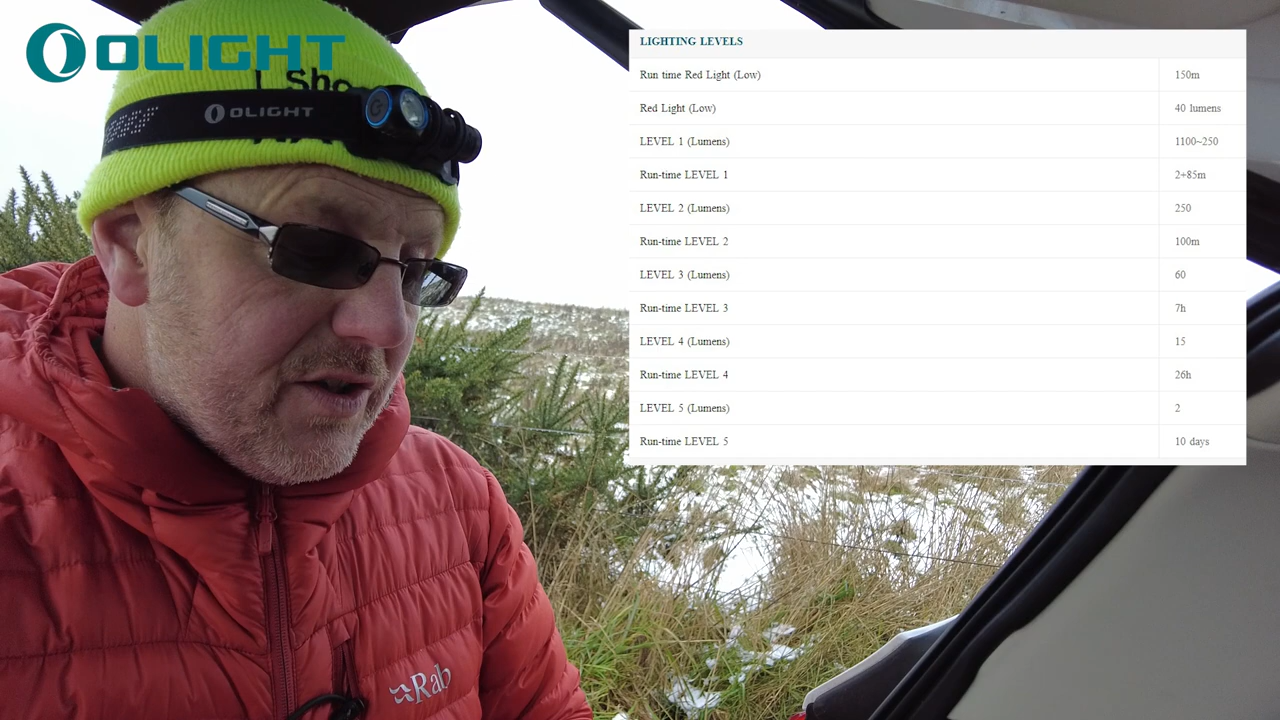 OLIGHT
I Sho
OLIGHT
Rab
LIGHTING LEVELS
Run time Red Light (Low) 150m
Red Light (Low) 40 lumens
LEVEL 1 (Lumens) 1100~250
Run-time LEVEL 1 2+85m
LEVEL 2 (Lumens) 250
Run-time LEVEL 2 100m
LEVEL 3 (Lumens) 60
Run-time LEVEL 3 7h
LEVEL 4 (Lumens) 15
Run-time LEVEL 4 26h
LEVEL 5 (Lumens) 2
Run-time LEVEL 5 10 days